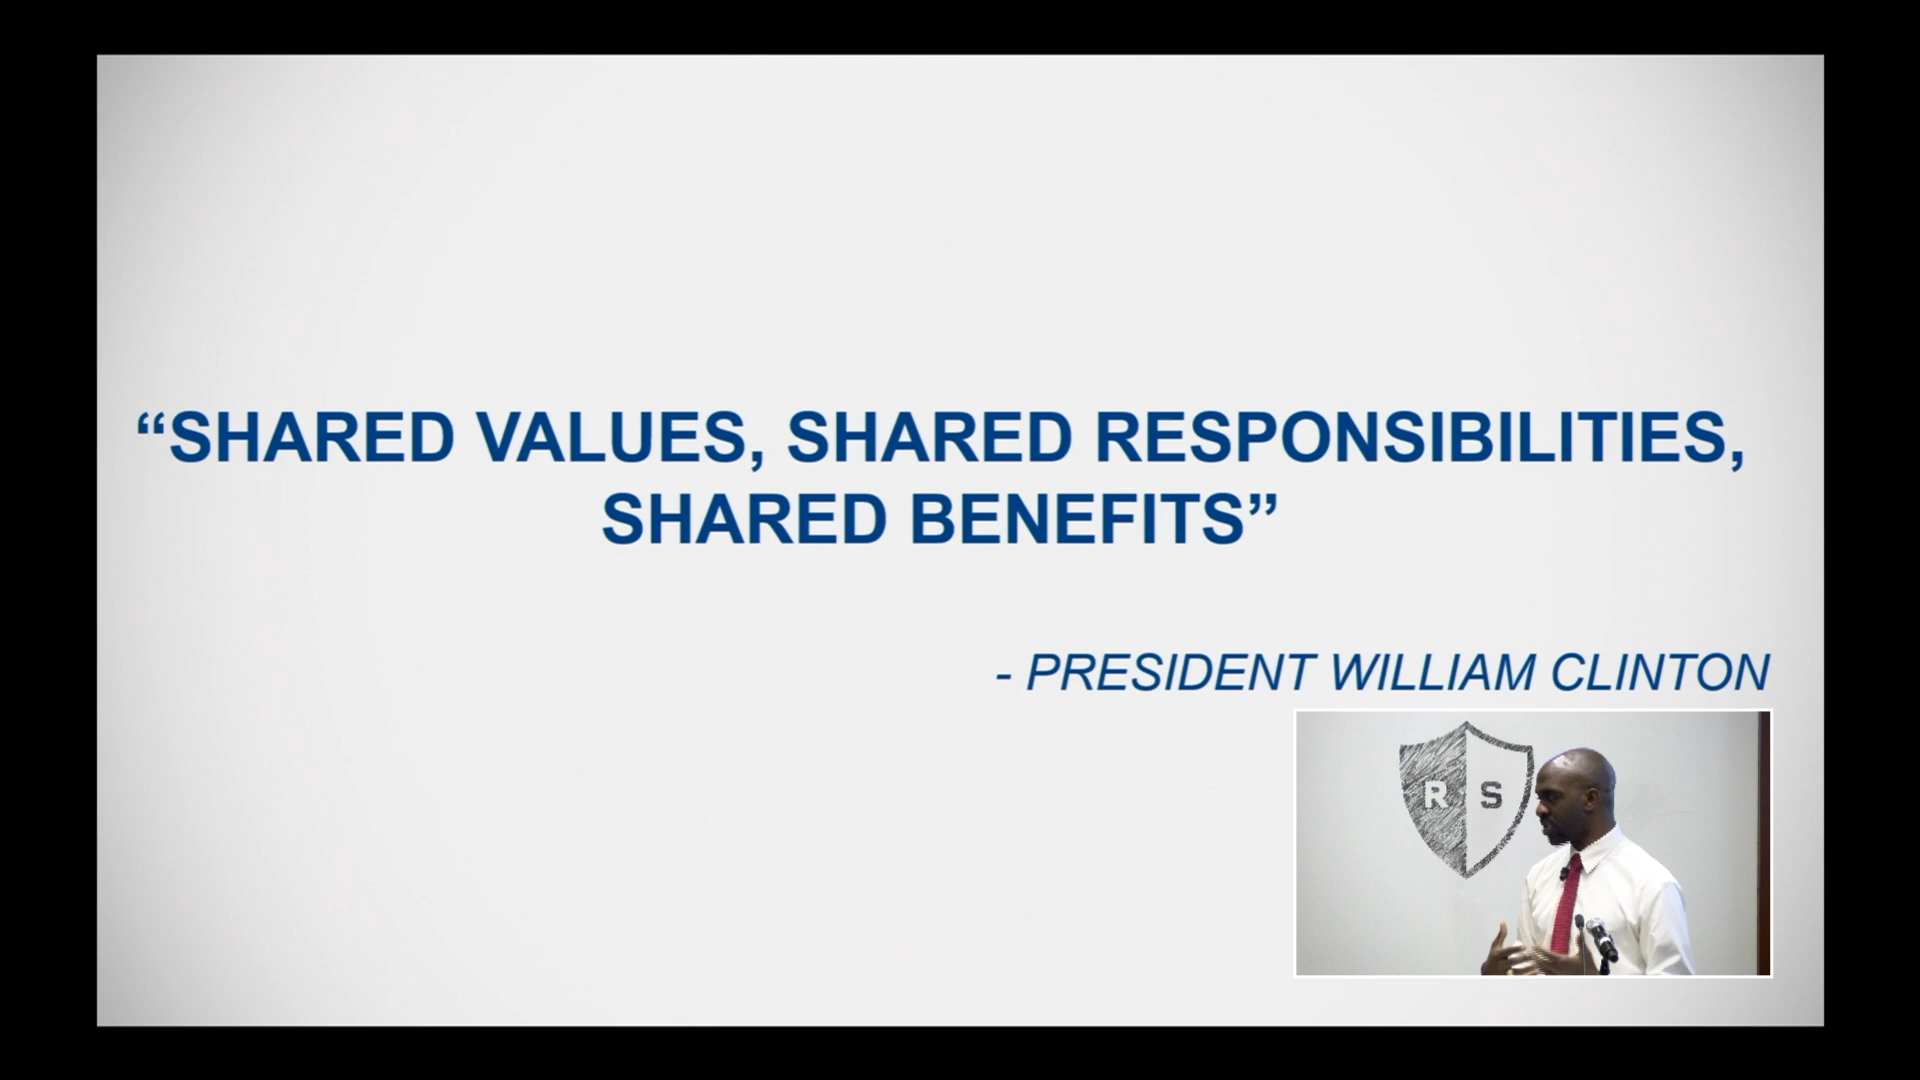 “SHARED VALUES, SHARED RESPONSIBILITIES,
SHARED BENEFITS”
- PRESIDENT WILLIAM CLINTON
R S